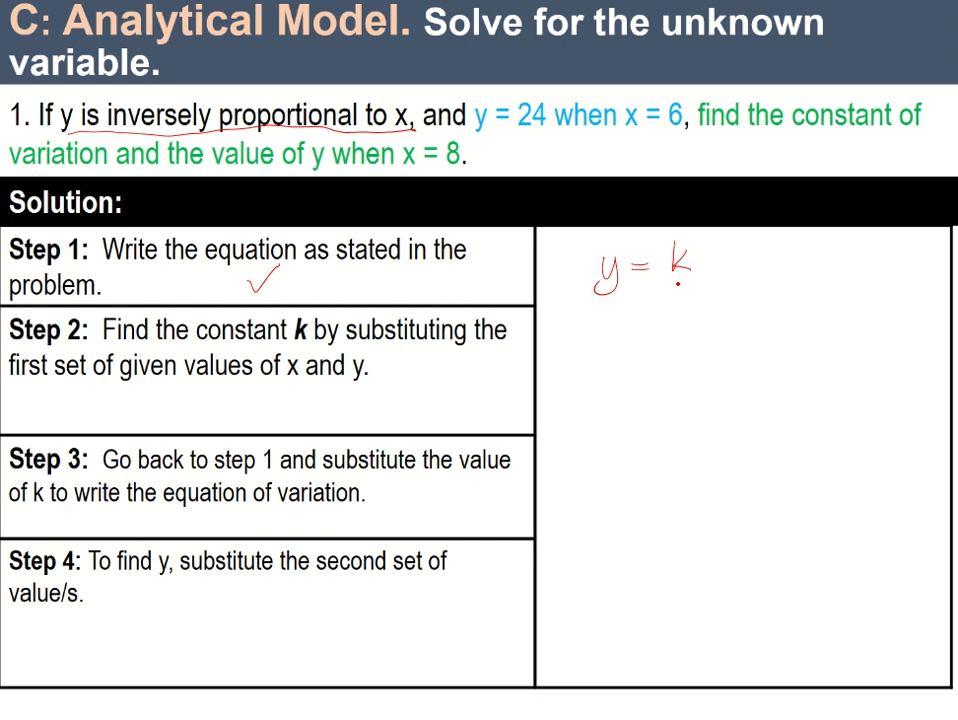 C: Analytical Model. Solve for the unknown
variable.
1. If y is inversely proportional to x, and y = 24 when x = 6, find the constant of
variation and the value of y when x = 8.
Solution:
Step 1: Write the equation as stated in the
problem.
y = k
Step 2: Find the constant k by substituting the
first set of given values of x and y.
Step 3: Go back to step 1 and substitute the value
of k to write the equation of variation.
Step 4: To find y, substitute the second set of
value/s.